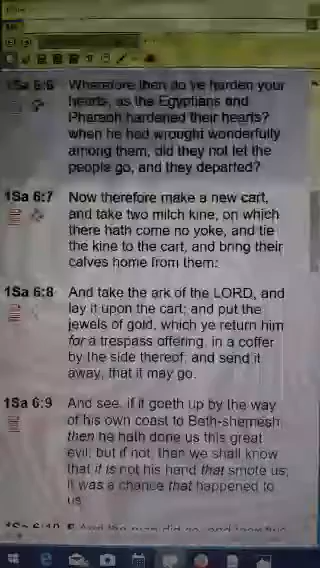 1Sa 6:6 Wherefore then do ye harden your
hearts, as the Egyptians and
Pharaoh hardened their hearts?
when he had wrought wonderfully
among them, did they not let the
people go, and they departed?
1Sa 6:7 Now therefore make a new cart,
and take two milch kine, on which
there hath come no yoke, and tie
the kine to the cart, and bring their
calves home from them:
1Sa 6:8 And take the ark of the LORD, and
lay it upon the cart; and put the
jewels of gold, which ye return him
for a trespass offering, in a coffer
by the side thereof; and send it
away, that it may go.
1Sa 6:9 And see, if it goeth up by the way
of his own coast to Beth-shemesh,
then he hath done us this great
evil: but if not, then we shall know
that it is not his hand that smote us;
it was a chance that happened to
us.
1Sa 6:10